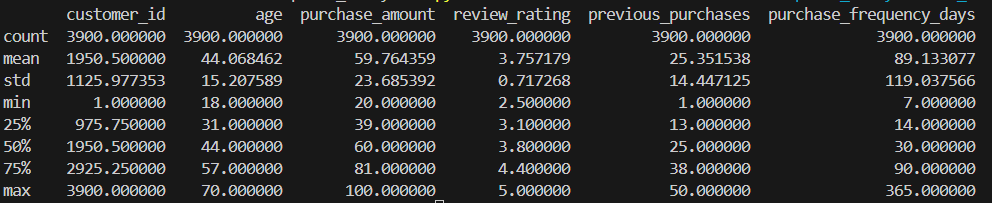 customer_id age purchase_amount review_rating previous_purchases purchase_frequency_days
count 3900.000000 3900.000000 3900.000000 3900.000000 3900.000000 3900.000000
mean 1950.500000 44.068462 59.764359 3.757179 25.351538 89.133077
std 1125.977353 15.207589 23.685392 0.717268 14.447125 119.037566
min 1.000000 18.000000 20.000000 2.500000 1.000000 7.000000
25% 975.750000 31.000000 39.000000 3.100000 13.000000 14.000000
50% 1950.500000 44.000000 60.000000 3.800000 25.000000 30.000000
75% 2925.250000 57.000000 81.000000 4.400000 38.000000 90.000000
max 3900.000000 70.000000 100.000000 5.000000 50.000000 365.000000